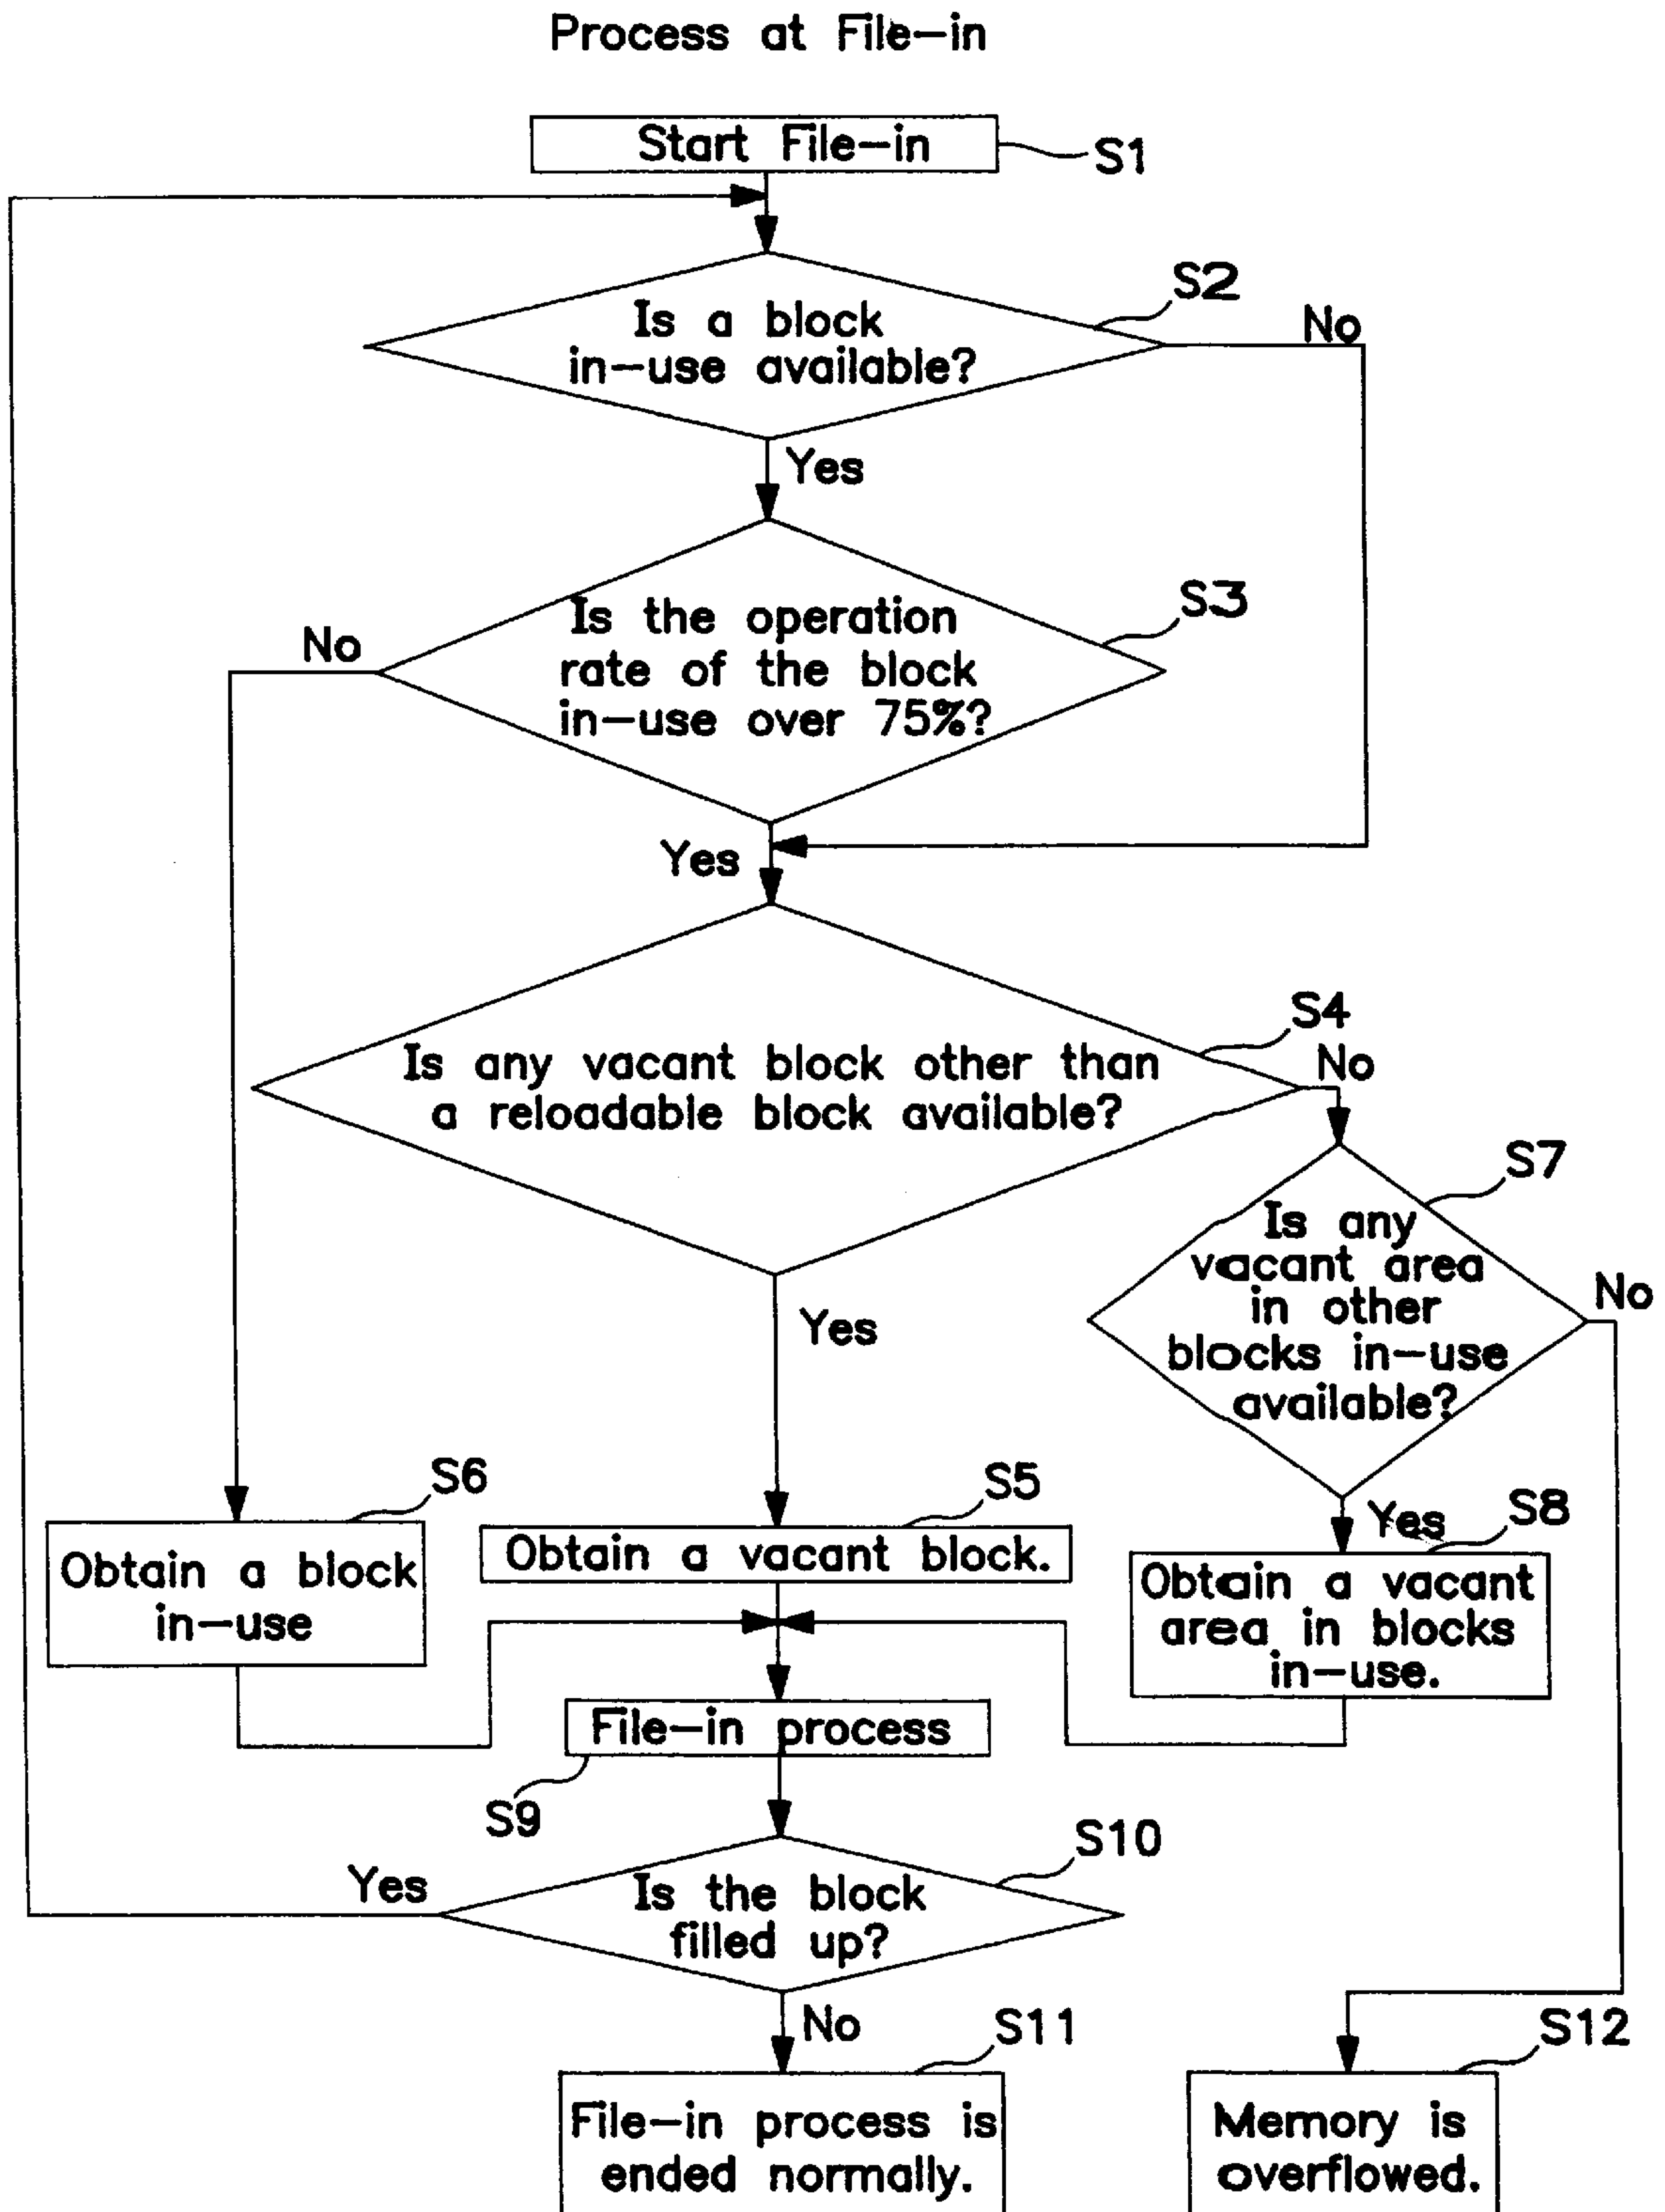 Process at File-in
Start File-in
S1
S2
Is a block
in-use available?
No
Yes
S3
Is the operation
rate of the block
in-use over 75%?
No
Yes
S4
Is any vacant block other than
a reloadable block available?
No
Yes
S7
Is any
vacant area
in other
blocks in-use
available?
No
Yes
S6
Obtain a block
in-use
S5
Obtain a vacant block.
S8
Obtain a vacant
area in blocks
in-use.
File-in process
S9
S10
Is the block
filled up?
Yes
No
S11
File-in process is
ended normally.
S12
Memory is
overflowed.